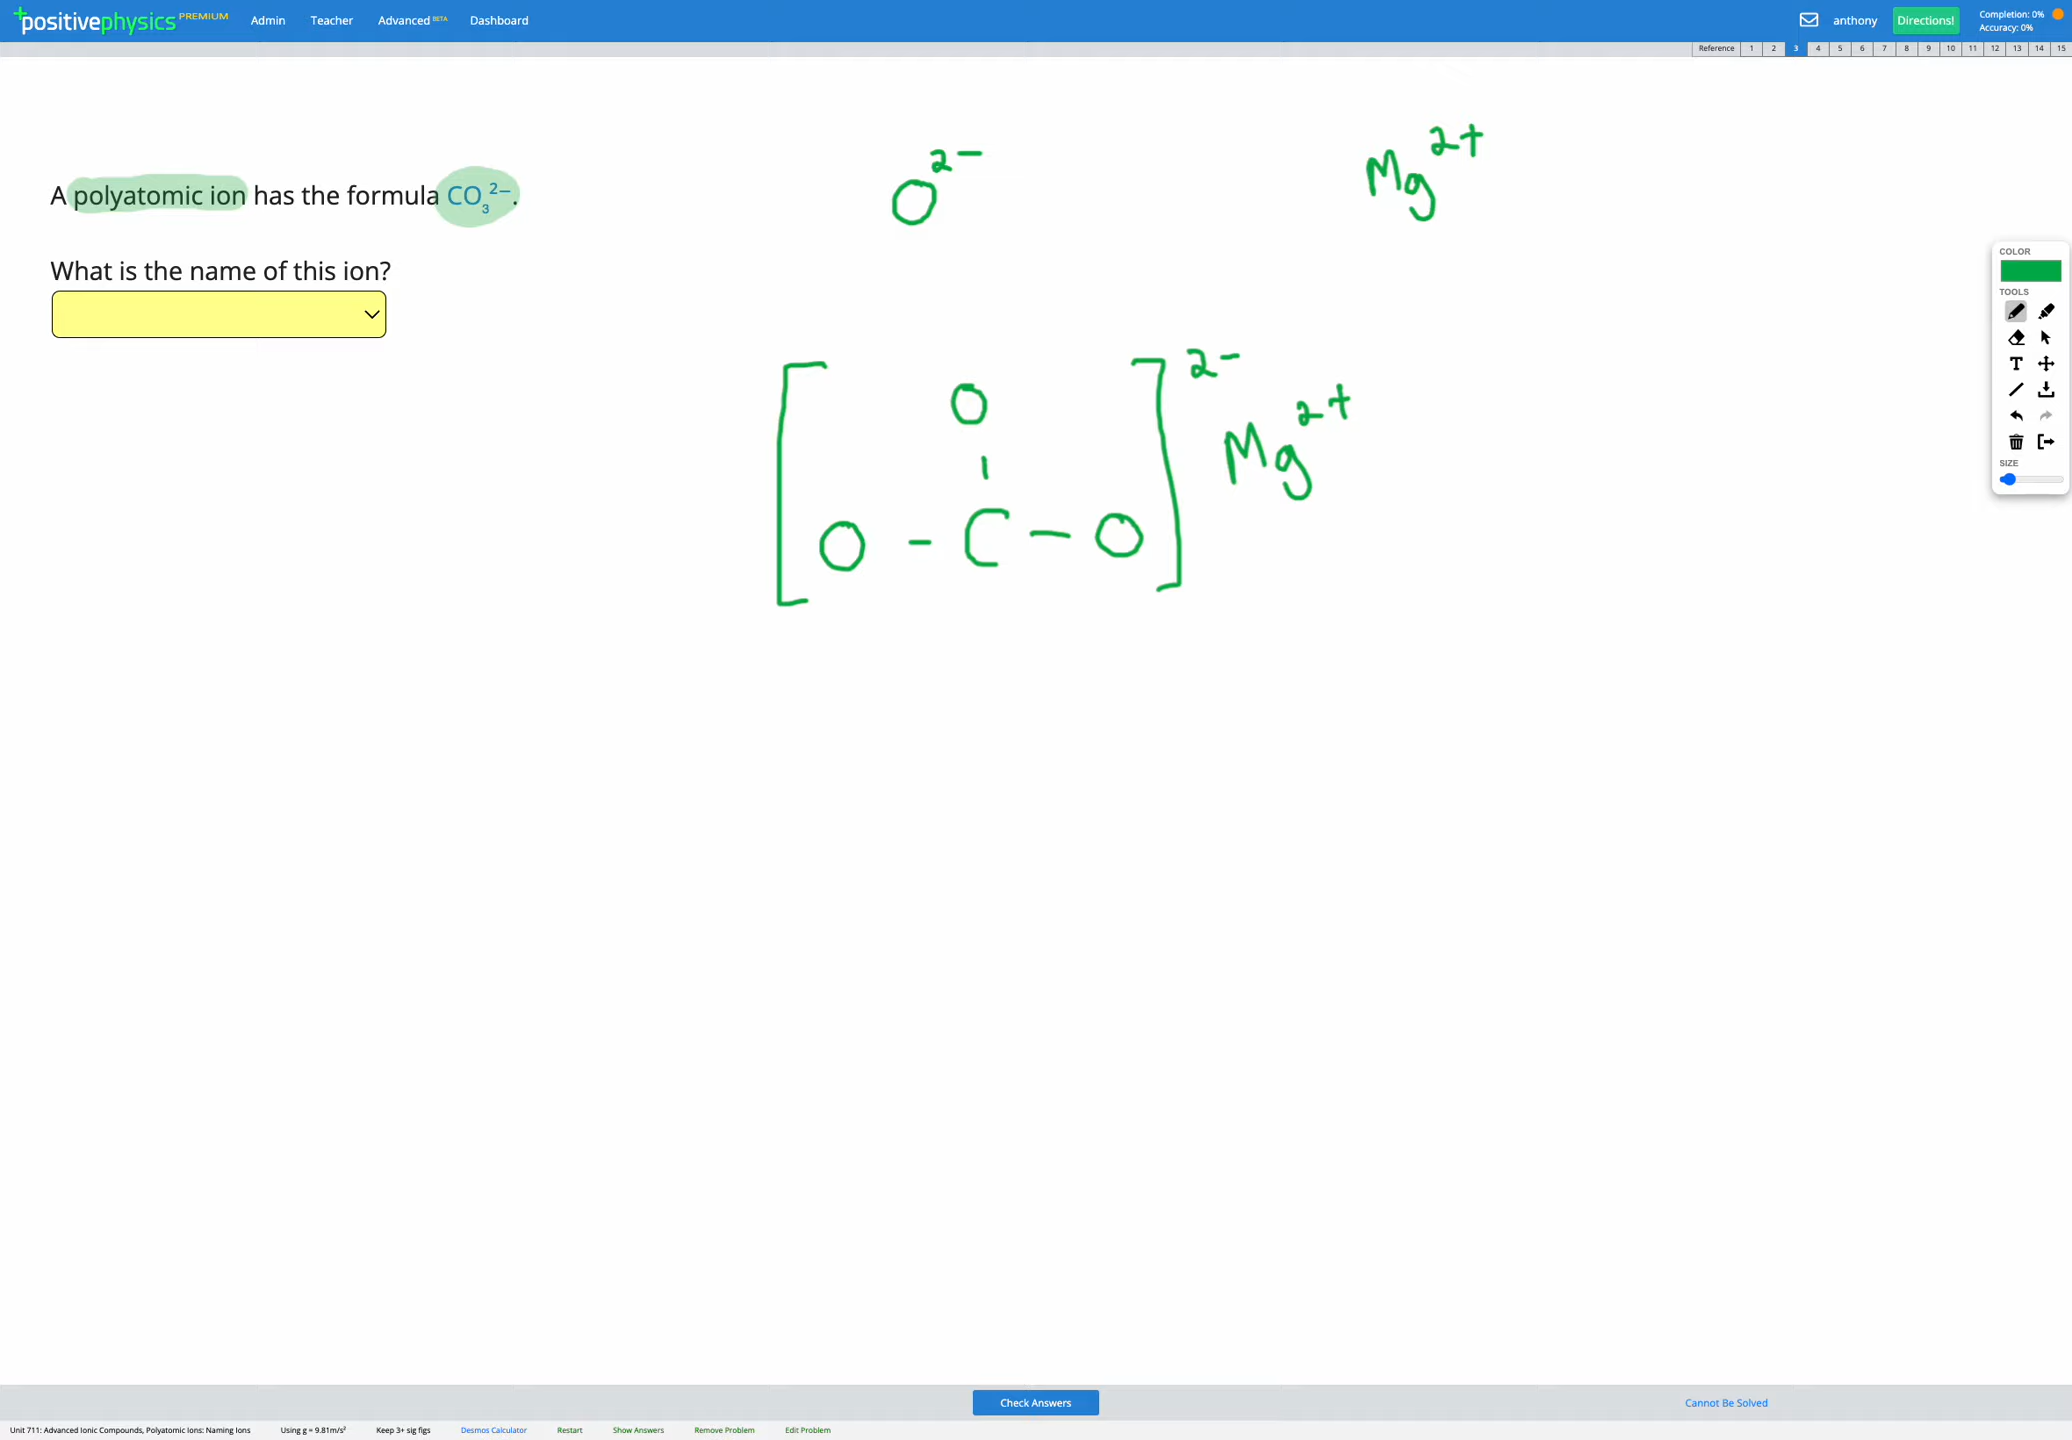 +positivephysics PREMIUM Admin Teacher Advanced BETA Dashboard anthony Directions! Completion: 0%
Accuracy: 0%
Reference 1 2 3 4 5 6 7 8 9 10 11 12 13 14 15
O²⁻ Mg²⁺
A polyatomic ion has the formula CO₃²⁻.
What is the name of this ion?
COLOR
TOOLS
T
SIZE
[ O ]²⁻
Mg²⁺
O - C - O
Check Answers Cannot Be Solved
Unit 711: Advanced Ionic Compounds, Polyatomic Ions: Naming Ions Using g = 9.81m/s² Keep 3+ sig figs Desmos Calculator Restart Show Answers Remove Problem Edit Problem